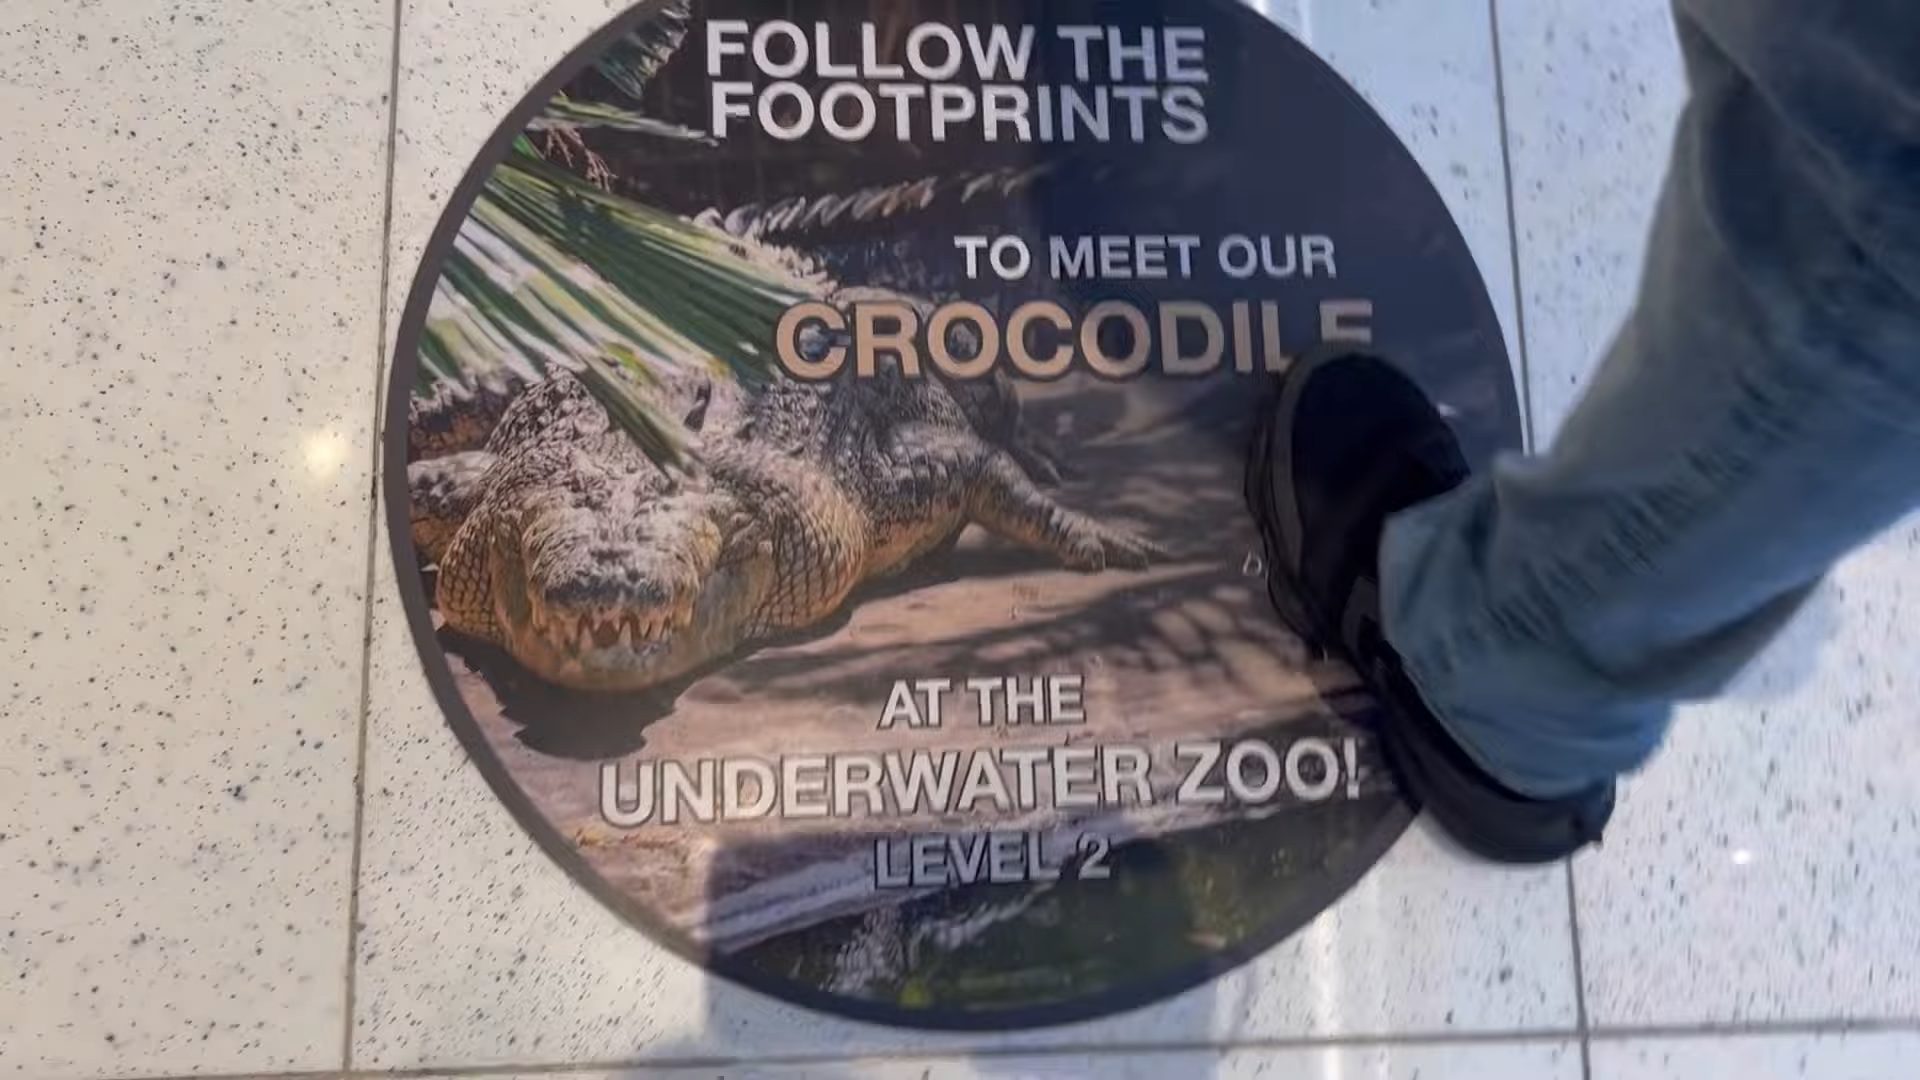 FOLLOW THE
FOOTPRINTS
TO MEET OUR
CROCODILE
AT THE
UNDERWATER ZOO!
LEVEL 2